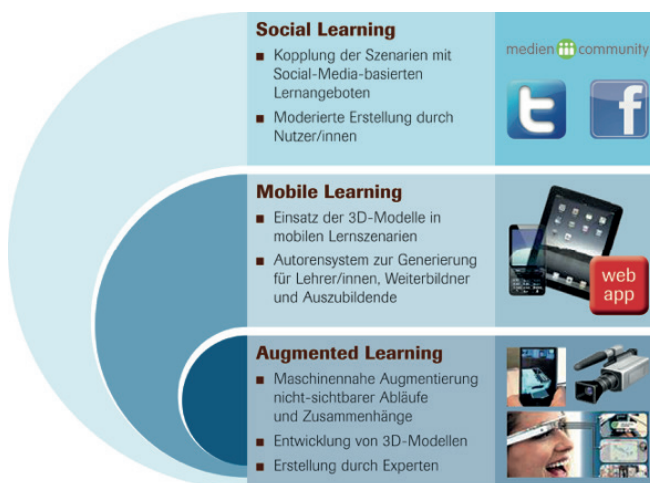 Social Learning
■ Kopplung der Szenarien mit
Social-Media-basierten
Lernangeboten
■ Moderierte Erstellung durch
Nutzer/innen
medien community
t
f
Mobile Learning
■ Einsatz der 3D-Modelle in
mobilen Lernszenarien
■ Autorensystem zur Generierung
für Lehrer/innen, Weiterbildner
und Auszubildende
web
app
Augmented Learning
■ Maschinennahe Augmentierung
nicht-sichtbarer Abläufe
und Zusammenhänge
■ Entwicklung von 3D-Modellen
■ Erstellung durch Experten